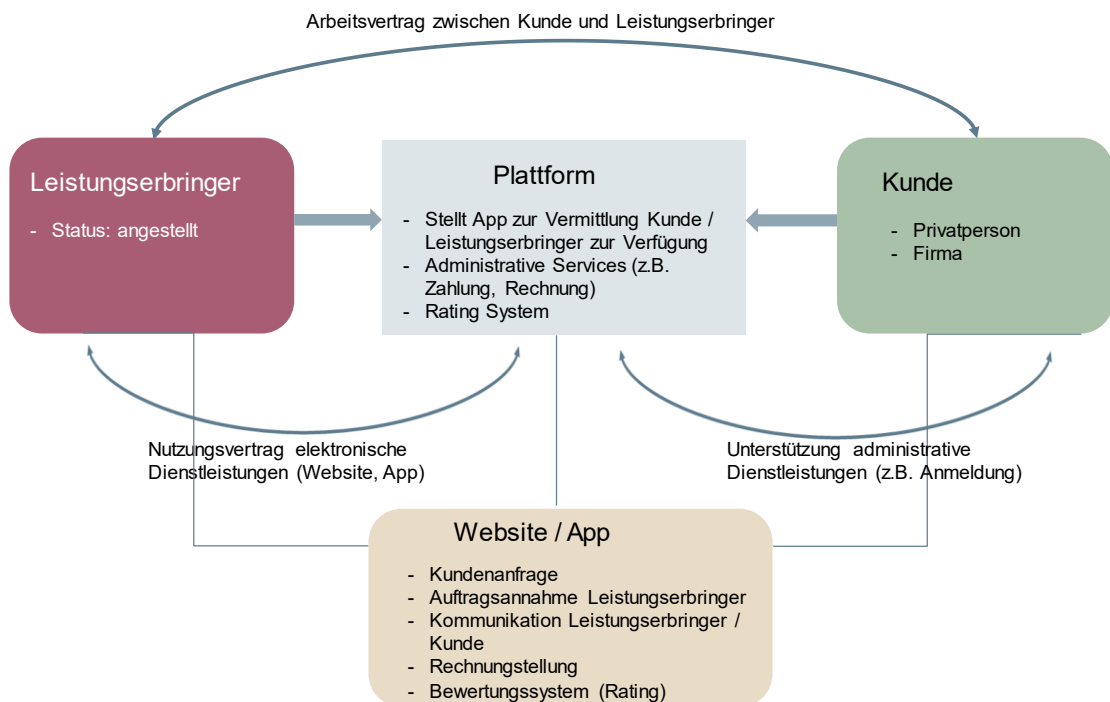 Arbeitsvertrag zwischen Kunde und Leistungserbringer
Leistungserbringer
- Status: angestellt
Plattform
- Stellt App zur Vermittlung Kunde /
Leistungserbringer zur Verfügung
- Administrative Services (z.B.
Zahlung, Rechnung)
- Rating System
Kunde
- Privatperson
- Firma
Nutzungsvertrag elektronische
Dienstleistungen (Website, App)
Unterstützung administrative
Dienstleistungen (z.B. Anmeldung)
Website / App
- Kundenanfrage
- Auftragsannahme Leistungserbringer
- Kommunikation Leistungserbringer /
Kunde
- Rechnungstellung
- Bewertungssystem (Rating)